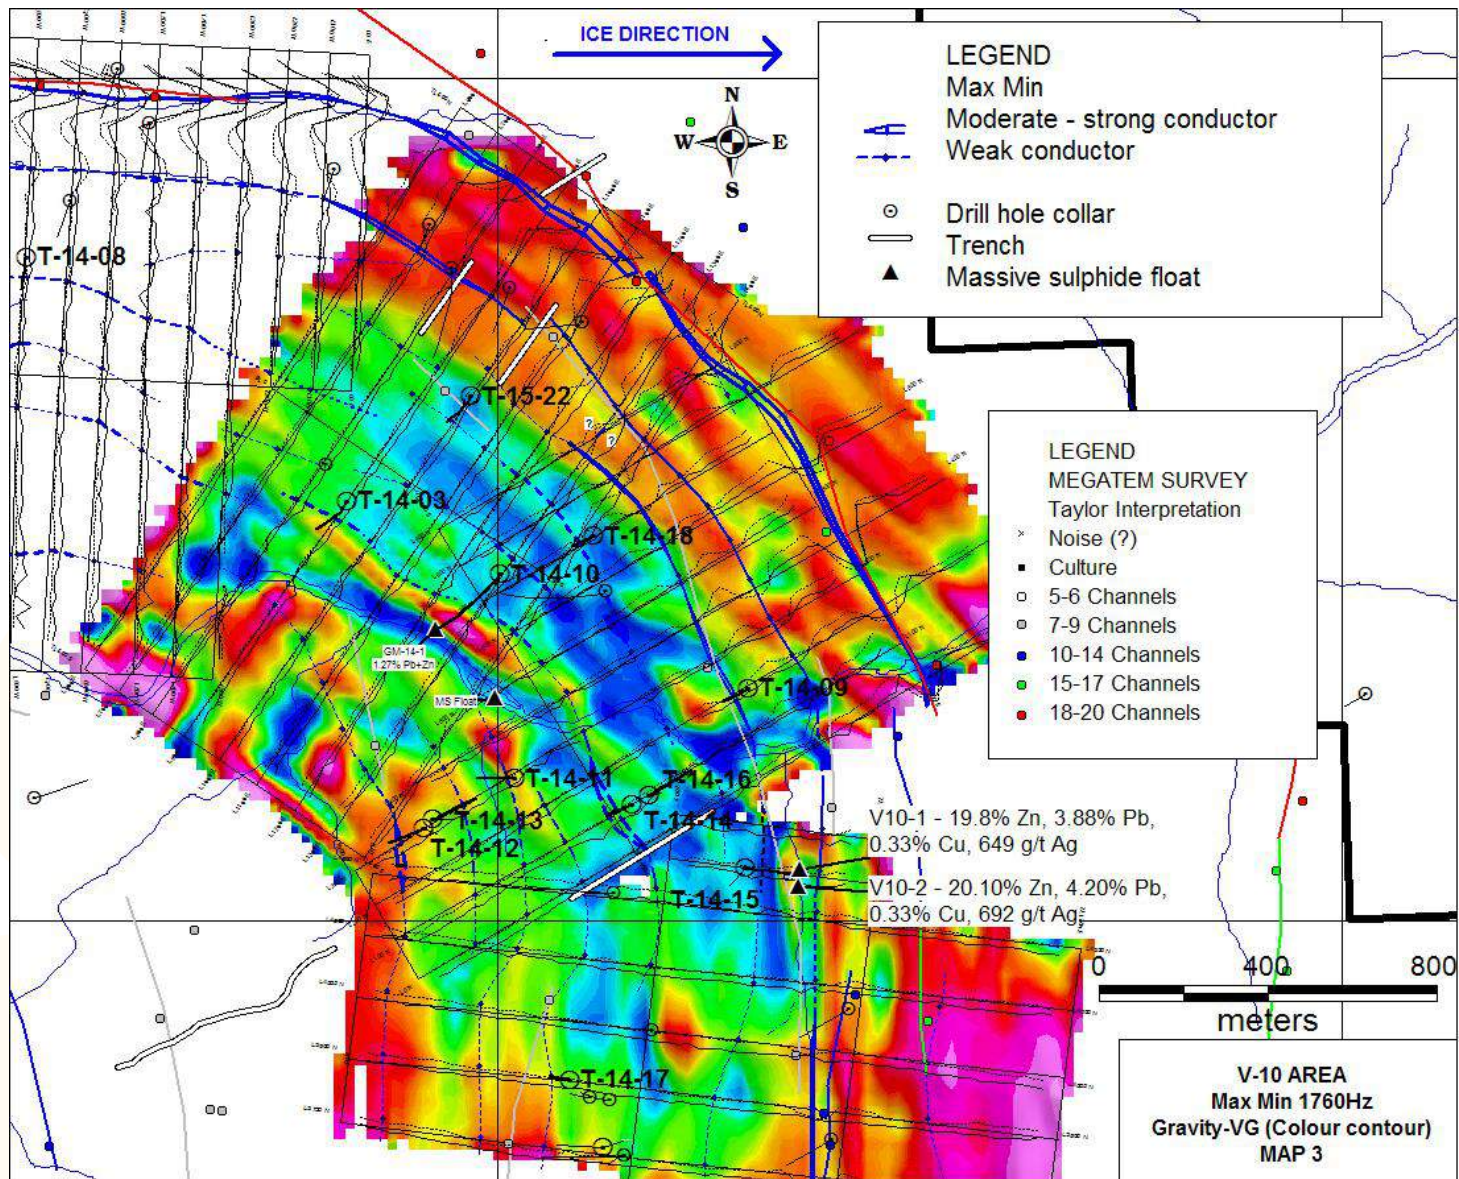 ICE DIRECTION
N
W E
S
LEGEND
Max Min
Moderate - strong conductor
Weak conductor
Drill hole collar
Trench
Massive sulphide float
T-14-08
T-15-22
?
?
T-14-03
T-14-18
T-14-10
GM-14-1
1.27% Pb+Zn
MS Float
T-14-09
T-14-11
T-14-16
T-14-13
T-14-14
T-14-12
T-14-15
LEGEND
MEGATEM SURVEY
Taylor Interpretation
Noise (?)
Culture
5-6 Channels
7-9 Channels
10-14 Channels
15-17 Channels
18-20 Channels
V10-1 - 19.8% Zn, 3.88% Pb,
0.33% Cu, 649 g/t Ag
V10-2 - 20.10% Zn, 4.20% Pb,
0.33% Cu, 692 g/t Ag
0 400 800
meters
T-14-17
V-10 AREA
Max Min 1760Hz
Gravity-VG (Colour contour)
MAP 3